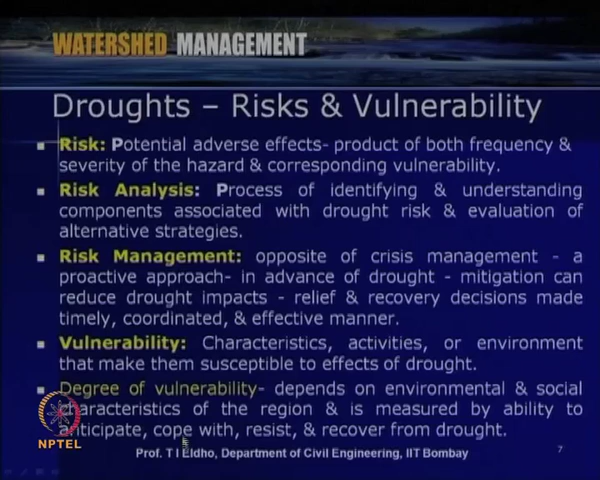 WATERSHED MANAGEMENT
Droughts – Risks & Vulnerability
▪ Risk: Potential adverse effects- product of both frequency &
severity of the hazard & corresponding vulnerability.
▪ Risk Analysis: Process of identifying & understanding
components associated with drought risk & evaluation of
alternative strategies.
▪ Risk Management: opposite of crisis management - a
proactive approach- in advance of drought - mitigation can
reduce drought impacts - relief & recovery decisions made
timely, coordinated, & effective manner.
▪ Vulnerability: Characteristics, activities, or environment
that make them susceptible to effects of drought.
▪ Degree of vulnerability- depends on environmental & social
characteristics of the region & is measured by ability to
anticipate, cope with, resist, & recover from drought.
NPTEL
Prof. T I Eldho, Department of Civil Engineering, IIT Bombay
7